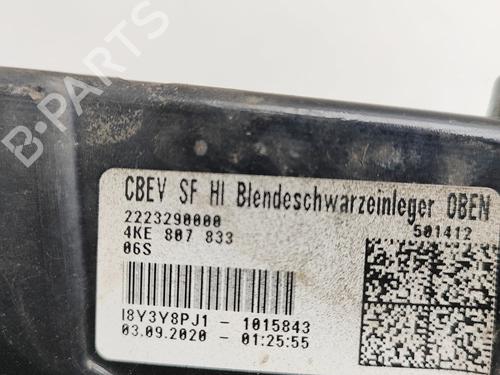 B-PARTS
CBEV SF HI Blendeschwarzeinleger OBEN
2223290000
501412
4KE 807 833
06S
I8Y3Y8PJ1 - 1015843
03.09.2020 - 01:25:55